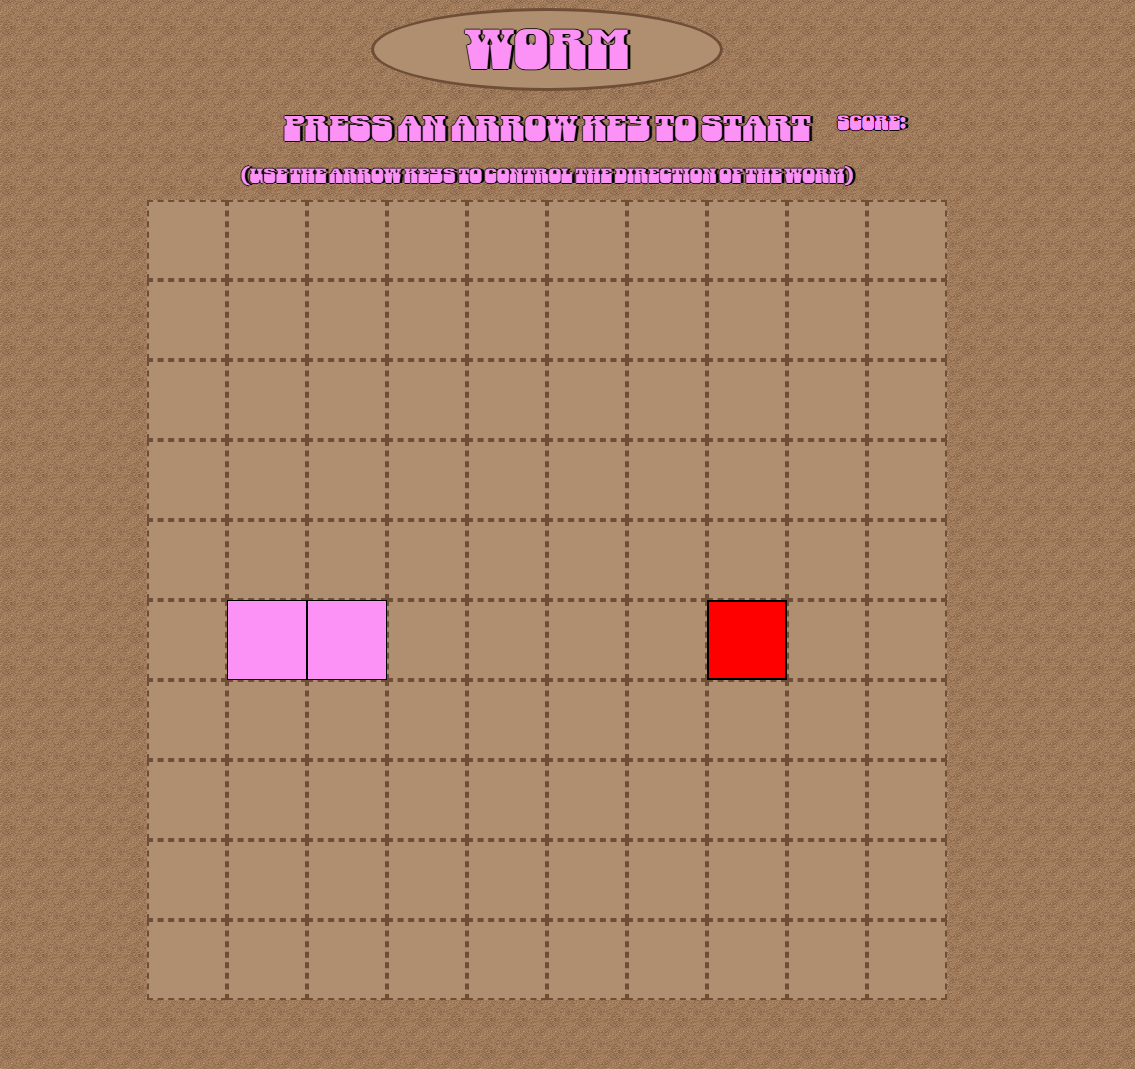 WORM
PRESS AN ARROW KEY TO START
SCORE:
(USE THE ARROW KEYS TO CONTROL THE DIRECTION OF THE WORM)